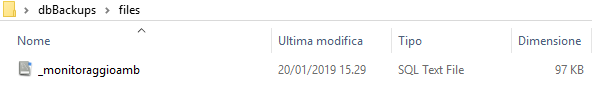 dbBackups > files
Nome Ultima modifica Tipo Dimensione
_monitoraggioamb 20/01/2019 15.29 SQL Text File 97 KB